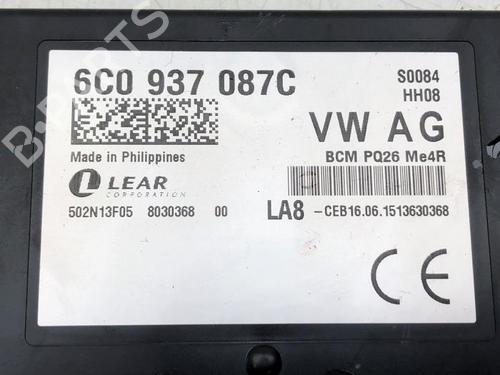 6C0 937 087C
S0084
HH08
VW AG
Made in Philippines
BCM PQ26 Me4R
LEAR
CORPORATION
502N13F05 8030368 00
LA8 -CEB16.06.1513630368
CE
B-PARTS